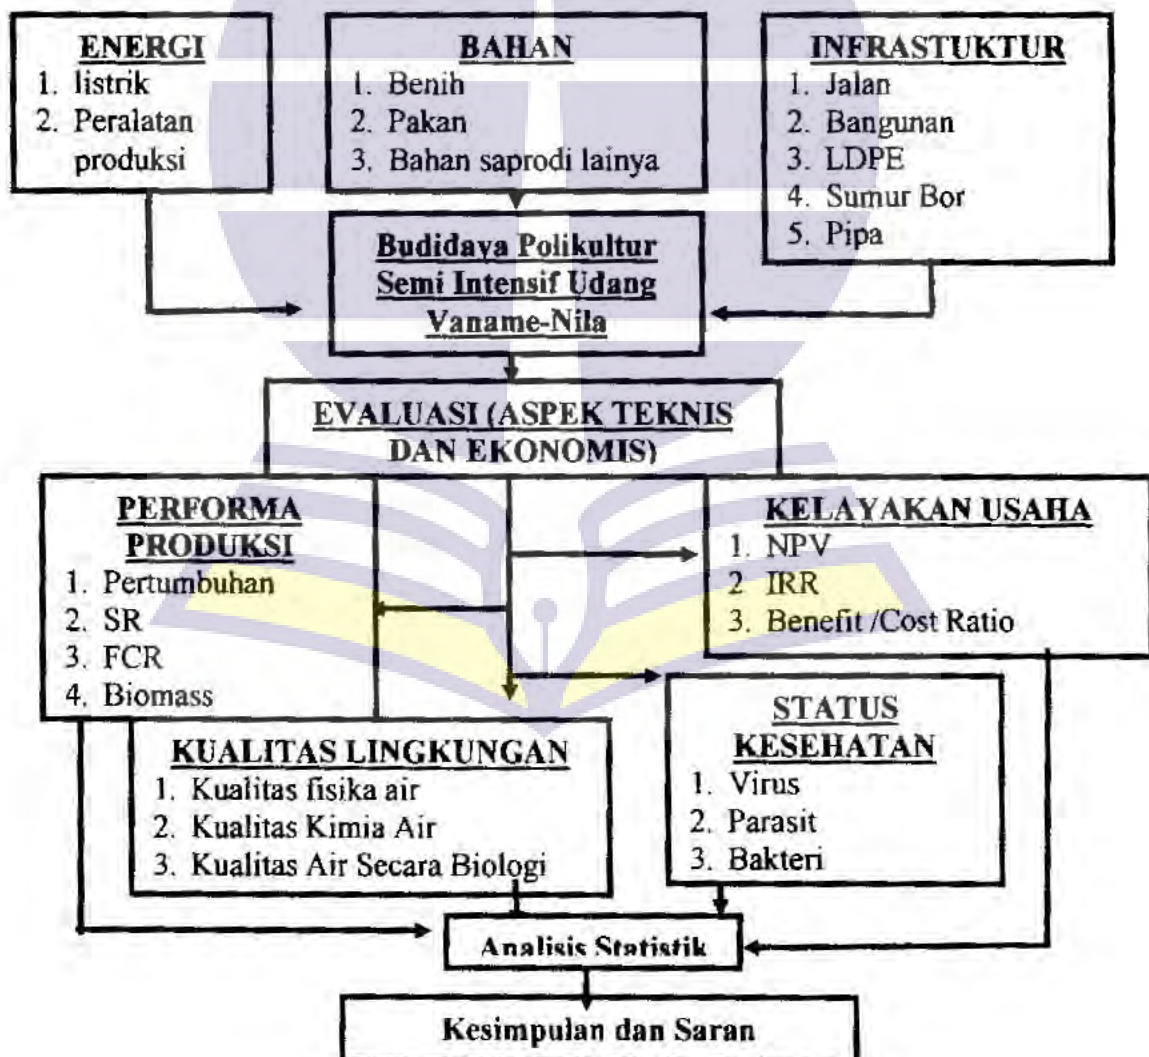 ENERGI
1. listrik
2. Peralatan
produksi
BAHAN
1. Benih
2. Pakan
3. Bahan saprodi lainya
INFRASTUKTUR
1. Jalan
2. Bangunan
3. LDPE
4. Sumur Bor
5. Pipa
Budidaya Polikultur
Semi Intensif Udang
Vaname-Nila
EVALUASI (ASPEK TEKNIS
DAN EKONOMIS)
PERFORMA
PRODUKSI
1. Pertumbuhan
2. SR
3. FCR
4. Biomass
KELAYAKAN USAHA
1. NPV
2 IRR
3. Benefit /Cost Ratio
KUALITAS LINGKUNGAN
1. Kualitas fisika air
2. Kualitas Kimia Air
3. Kualitas Air Secara Biologi
STATUS
KESEHATAN
1. Virus
2. Parasit
3. Bakteri
Analisis Statistik
Kesimpulan dan Saran